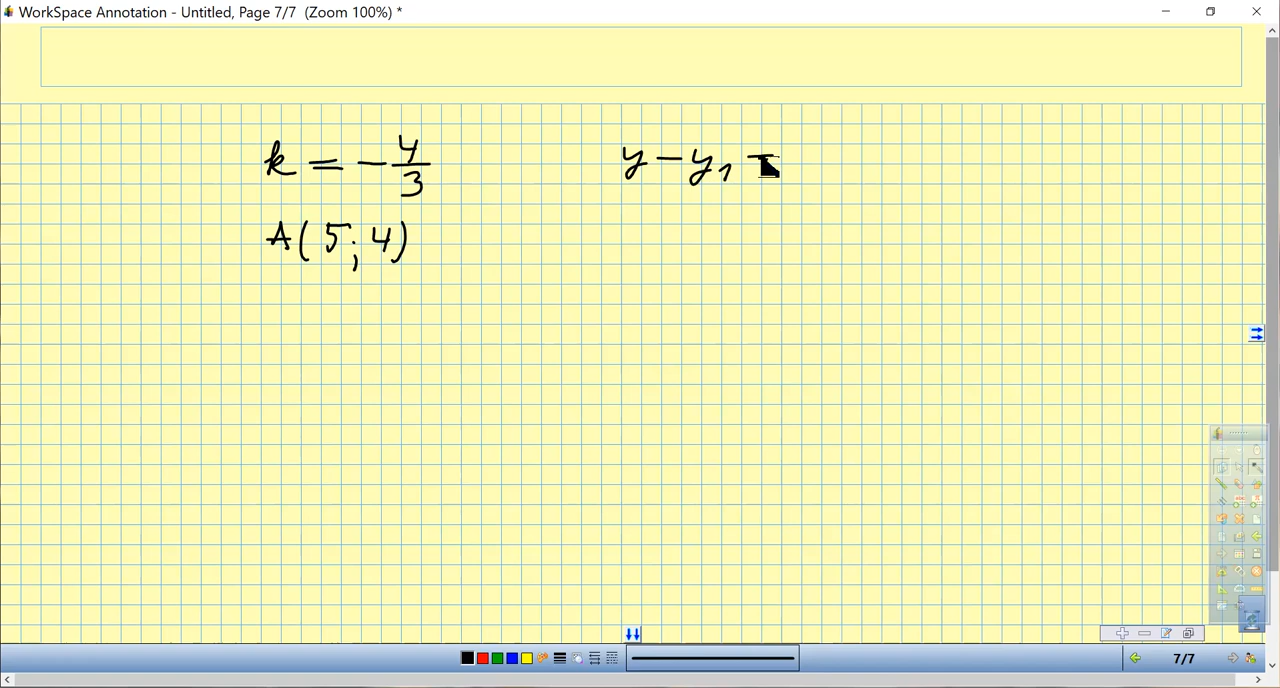 WorkSpace Annotation - Untitled, Page 7/7 (Zoom 100%) *
k = -4/3
y - y₁ =
A(5;4)
7/7